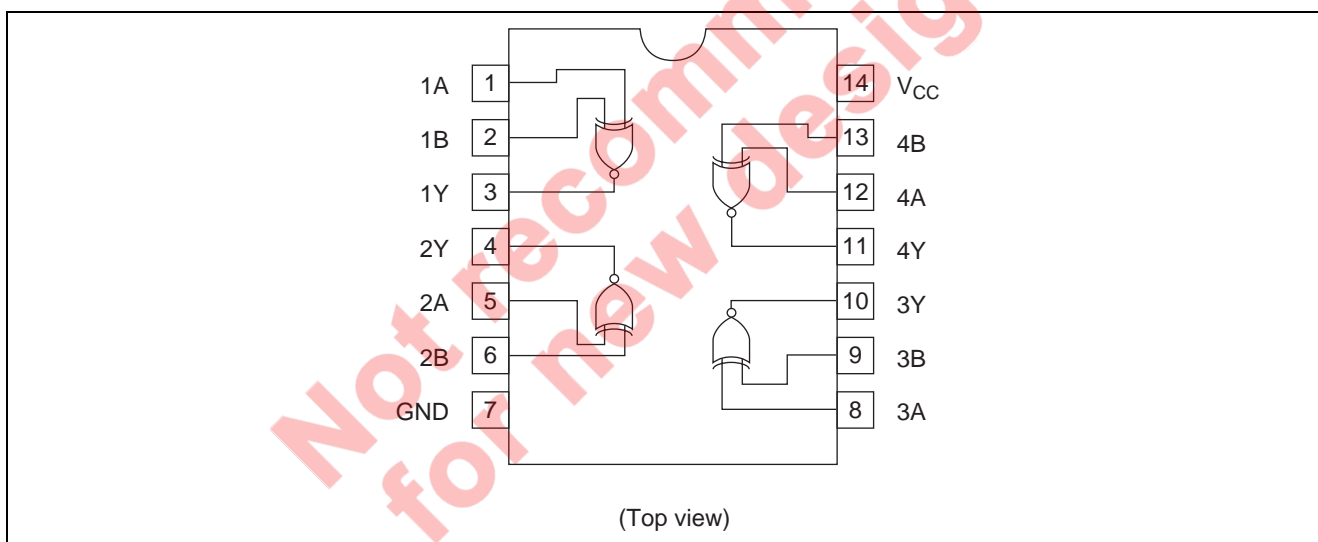 Not recomm
for new desig
1A 1 14 VCC
1B 2 13 4B
1Y 3 12 4A
2Y 4 11 4Y
2A 5 10 3Y
2B 6 9 3B
GND 7 8 3A
(Top view)